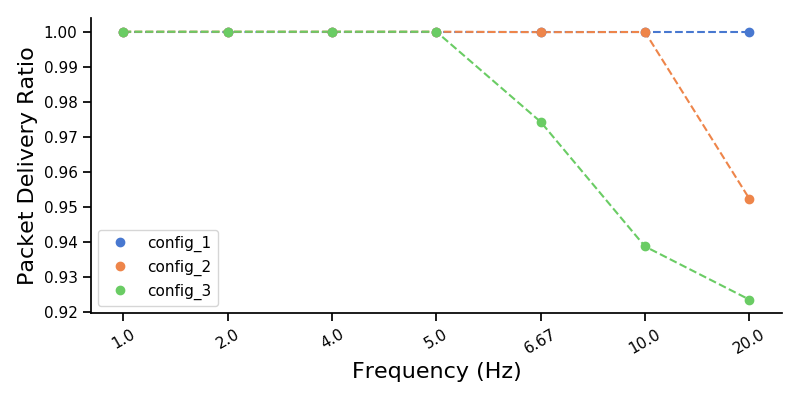 Packet Delivery Ratio
1.00
0.99
0.98
0.97
0.96
0.95
0.94
0.93
0.92
config_1
config_2
config_3
1.0 2.0 4.0 5.0 6.67 10.0 20.0
Frequency (Hz)